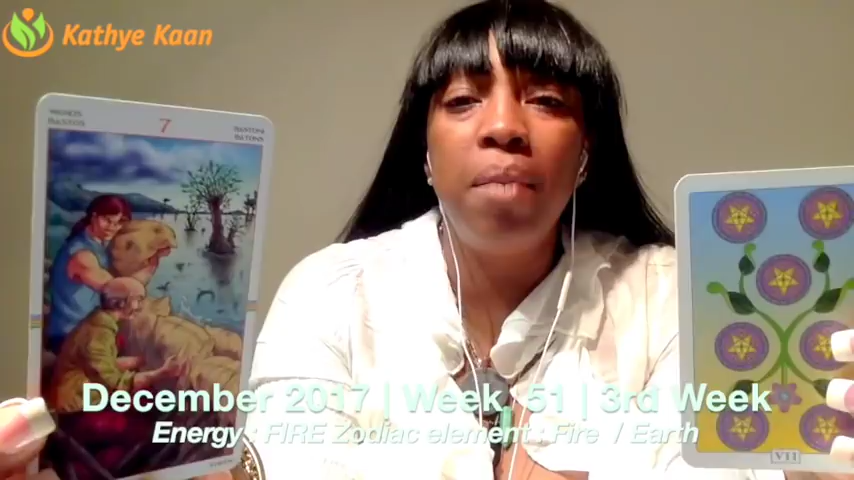 Kathye Kaan
7
December 2017 | Week 51 | 3rd Week
Energy : FIRE Zodiac element : Fire / Earth
VII